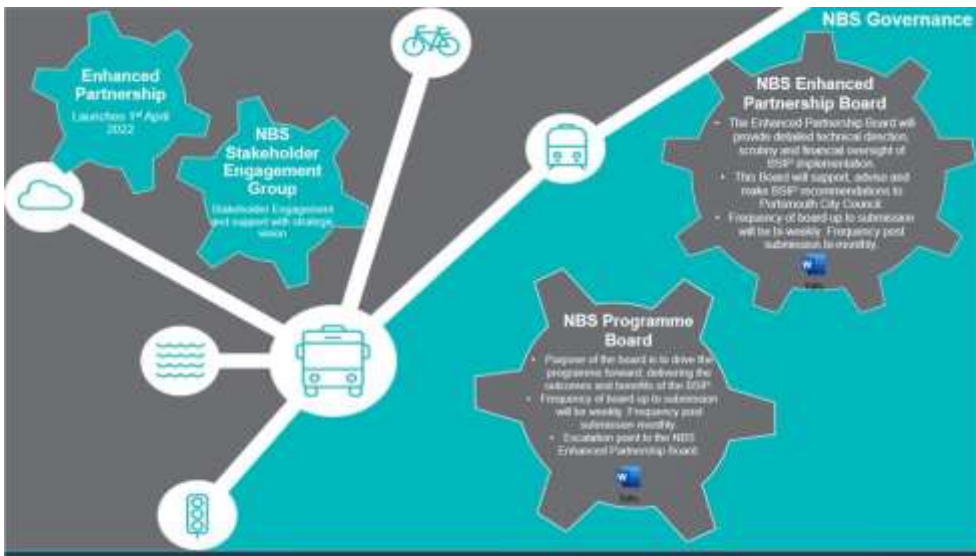 NBS Governance
Enhanced
Partnership
Launches 1st April
2022
NBS
Stakeholder
Engagement
Group
Stakeholder Engagement
and support with strategic
vision
NBS Enhanced
Partnership Board
• The Enhanced Partnership Board will
provide detailed technical direction,
scrutiny and financial oversight of
BSIP implementation.
• This Board will support, advise and
make BSIP recommendations to
Portsmouth City Council
• Frequency of board up to submission
will be bi-weekly. Frequency post
submission bi-monthly.
W
NBS Programme
Board
• Purpose of the board is to drive the
programme forward, delivering the
outcomes and benefits of the BSIP
• Frequency of board up to submission
will be weekly. Frequency post
submission monthly.
• Escalation point to the NBS
Enhanced Partnership Board
W